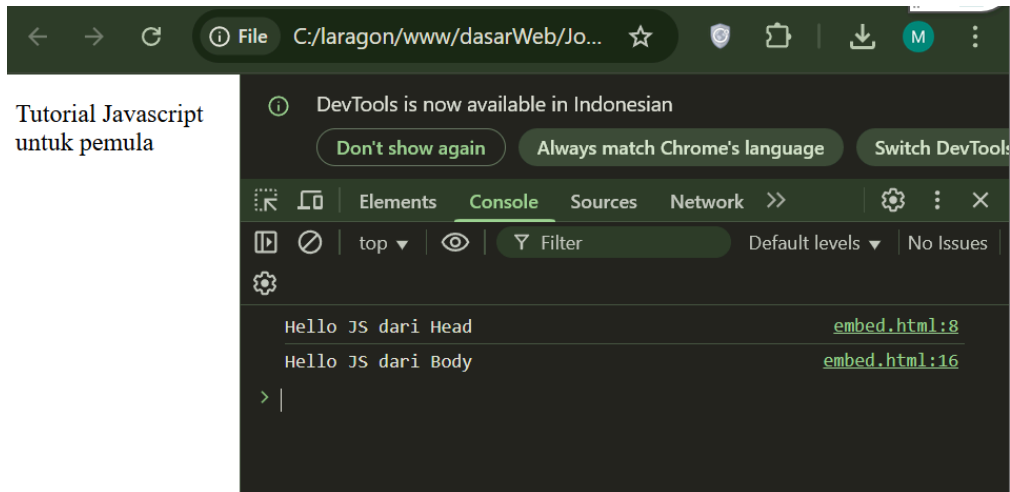 File C:/laragon/www/dasarWeb/Jo...
M
Tutorial Javascript
untuk pemula
DevTools is now available in Indonesian
Don't show again Always match Chrome's language Switch DevTools
Elements Console Sources Network
top Filter Default levels No Issues
Hello JS dari Head embed.html:8
Hello JS dari Body embed.html:16